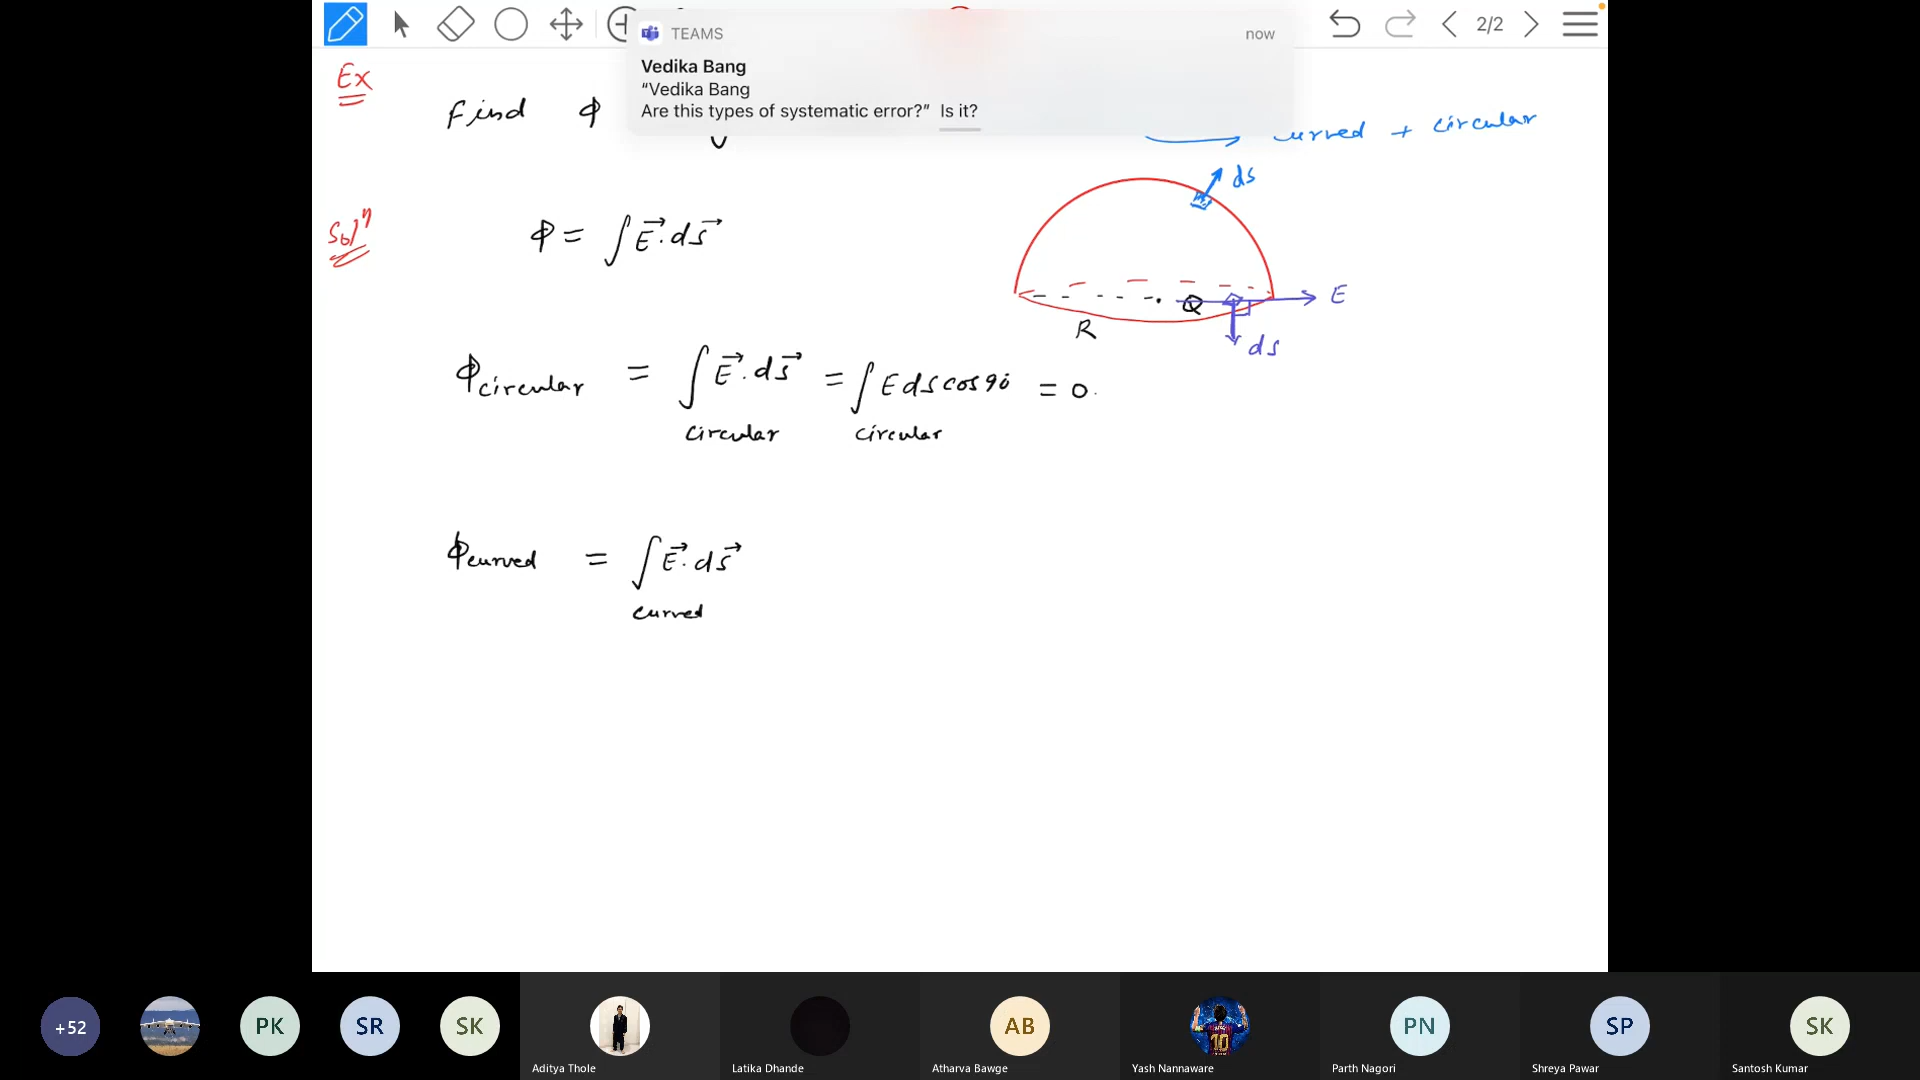 2/2
TEAMS
now
Vedika Bang
“Vedika Bang
Are this types of systematic error?” Is it?
Ex
Find ϕ
curved + circular
ds
Solⁿ
ϕ = ∫ E⃗ . ds⃗
Q
E
R
ds
ϕcircular = ∫ E⃗ . ds⃗ = ∫ E ds cos 90 = 0.
circular circular
ϕcurved = ∫ E⃗ . ds⃗
curved
+52
PK
SR
SK
AB
10
PN
SP
SK
Aditya Thole
Latika Dhande
Atharva Bawge
Yash Nannaware
Parth Nagori
Shreya Pawar
Santosh Kumar